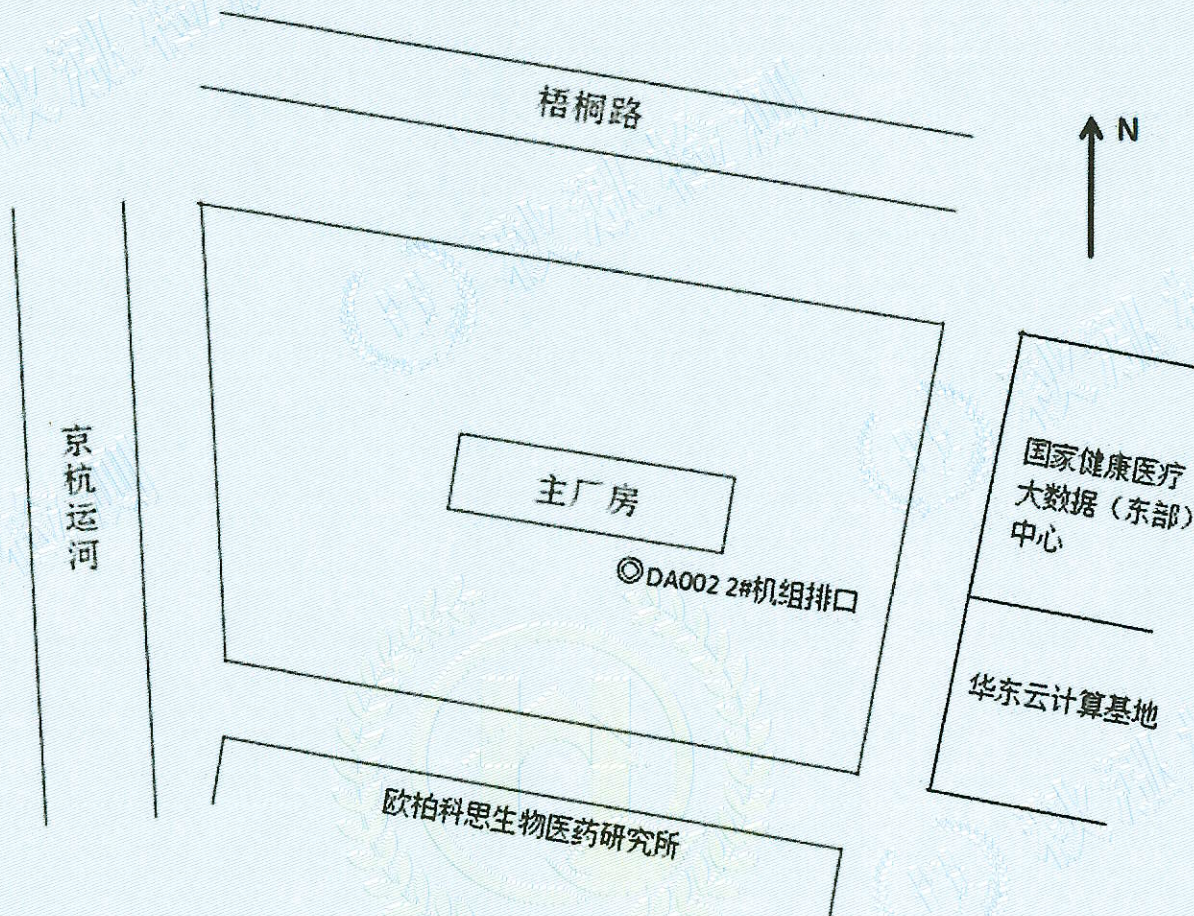 梧桐路
N
京杭运河
主厂房
◎DA002 2#机组排口
国家健康医疗
大数据（东部）
中心
华东云计算基地
欧柏科思生物医药研究所